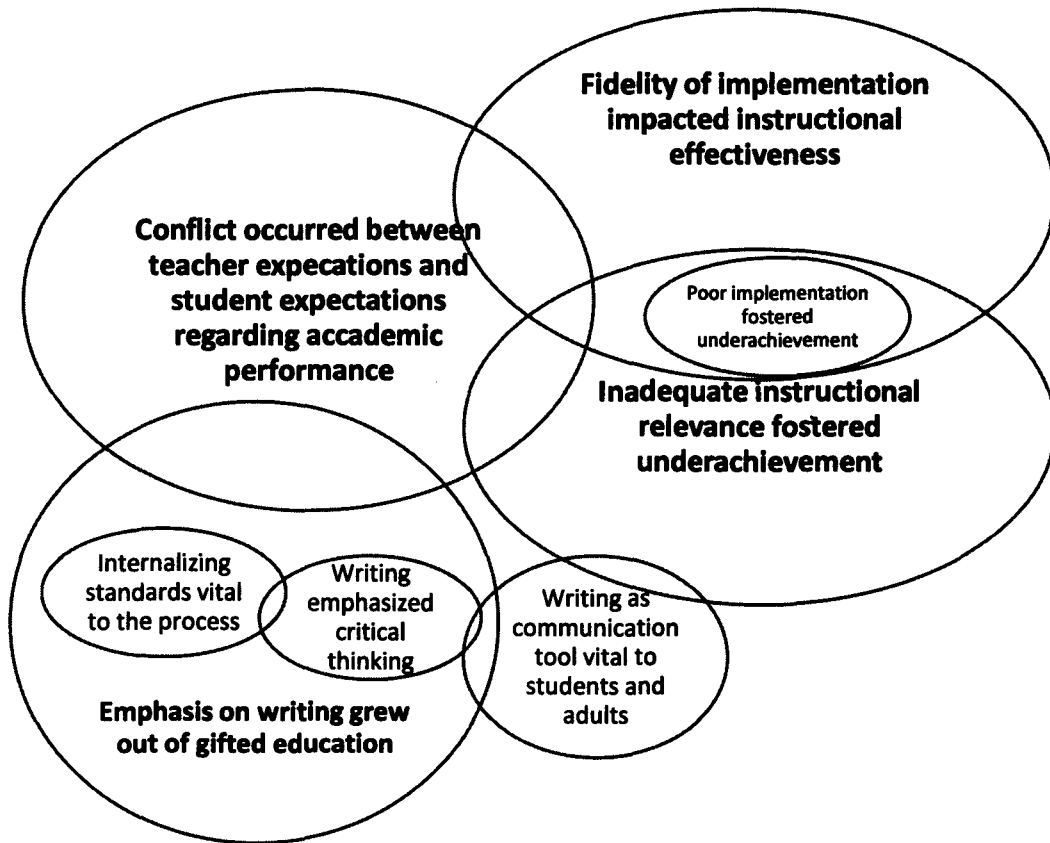 Fidelity of implementation
impacted instructional
effectiveness
Conflict occurred between
teacher expecations and
student expectations
regarding accademic
performance
Poor implementation
fostered
underachievement
Inadequate instructional
relevance fostered
underachievement
Internalizing
standards vital
to the process
Writing
emphasized
critical
thinking
Writing as
communication
tool vital to
students and
adults
Emphasis on writing grew
out of gifted education